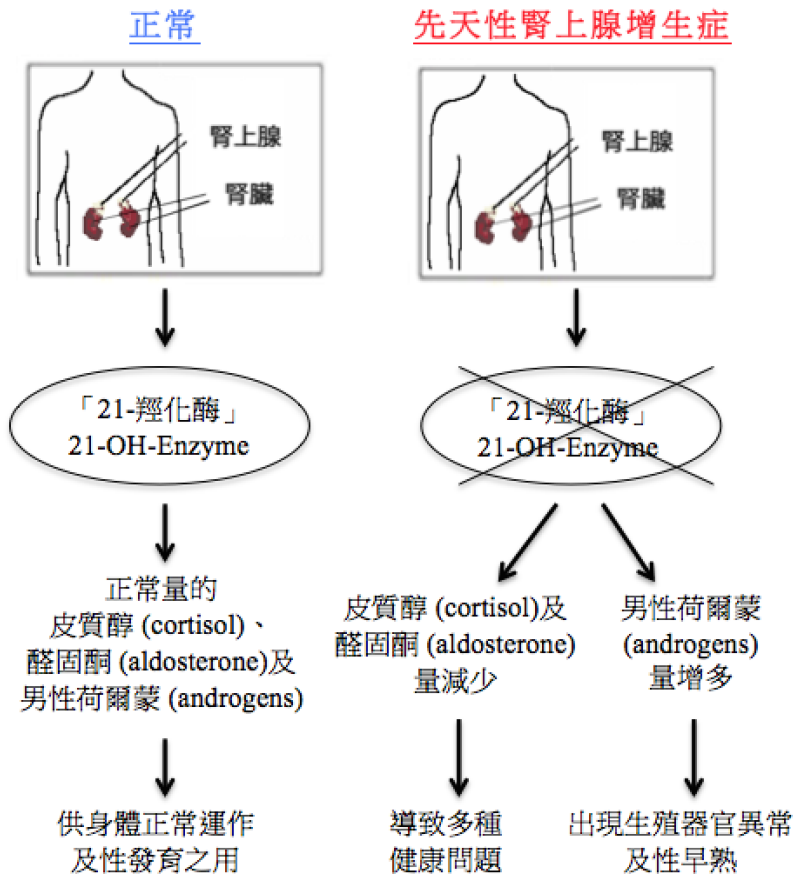 正常
腎上腺
腎臟
「21-羥化酶」
21-OH-Enzyme
正常量的
皮質醇 (cortisol)、
醛固酮 (aldosterone)及
男性荷爾蒙 (androgens)
供身體正常運作
及性發育之用
先天性腎上腺增生症
腎上腺
腎臟
「21-羥化酶」
21-OH-Enzyme
皮質醇 (cortisol)及
醛固酮 (aldosterone)
量減少
導致多種
健康問題
男性荷爾蒙
(androgens)
量增多
出現生殖器官異常
及性早熟